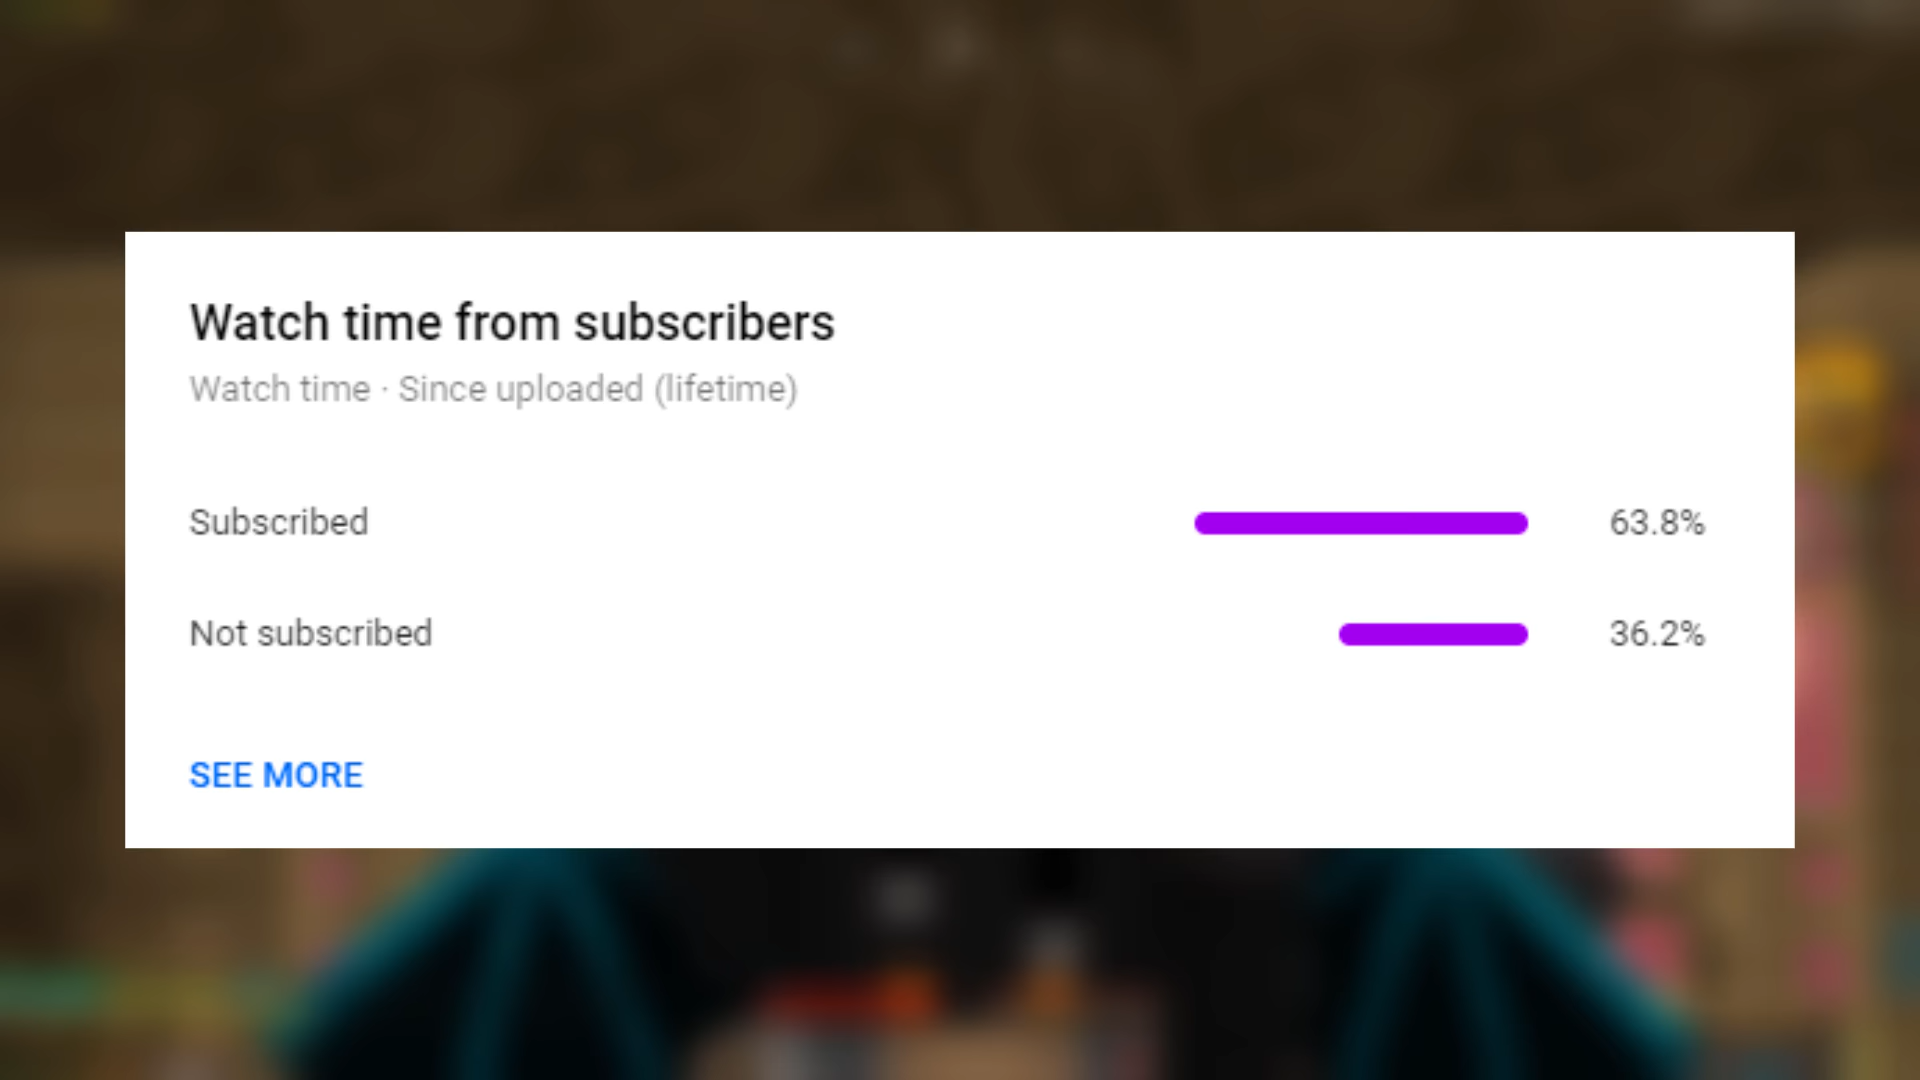 Watch time from subscribers
Watch time · Since uploaded (lifetime)
Subscribed 63.8%
Not subscribed 36.2%
SEE MORE